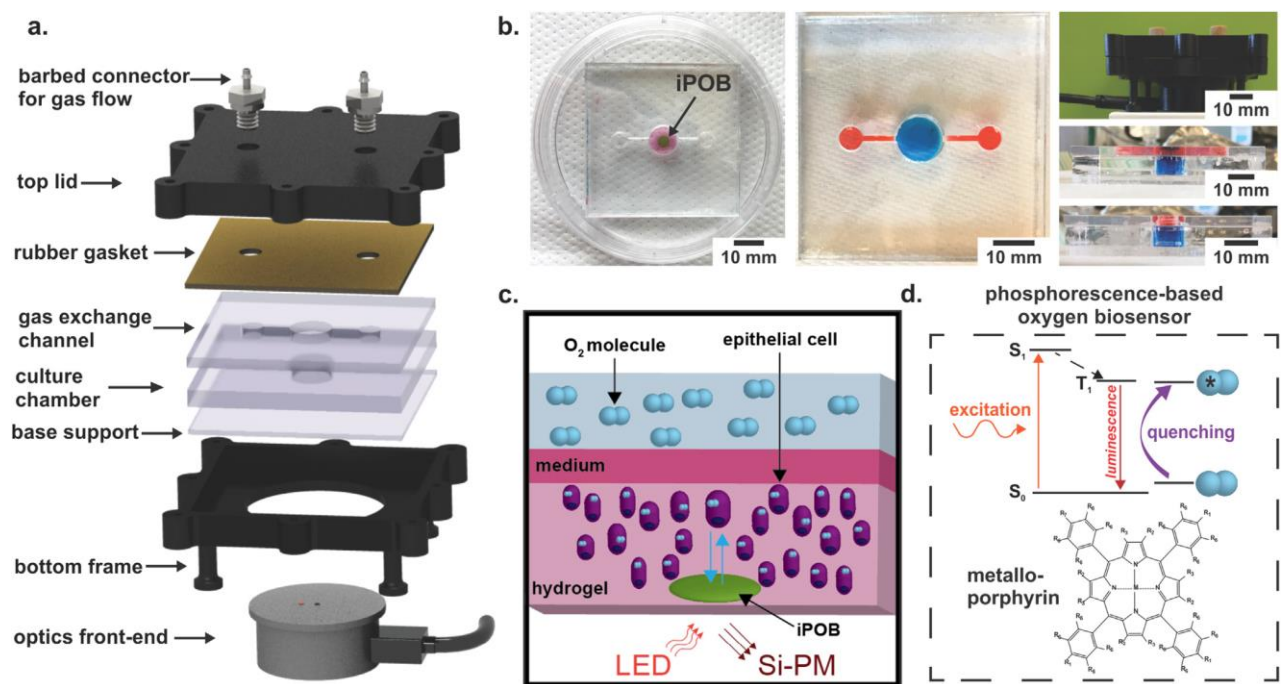 a.
barbed connector
for gas flow
top lid
rubber gasket
gas exchange
channel
culture
chamber
base support
bottom frame
optics front-end
b.
iPOB
10 mm
10 mm
10 mm
10 mm
10 mm
c.
O2 molecule
epithelial cell
medium
hydrogel
iPOB
LED
Si-PM
d.
phosphorescence-based
oxygen biosensor
S1
T1
*
excitation
luminescence
quenching
S0
metallo-
porphyrin